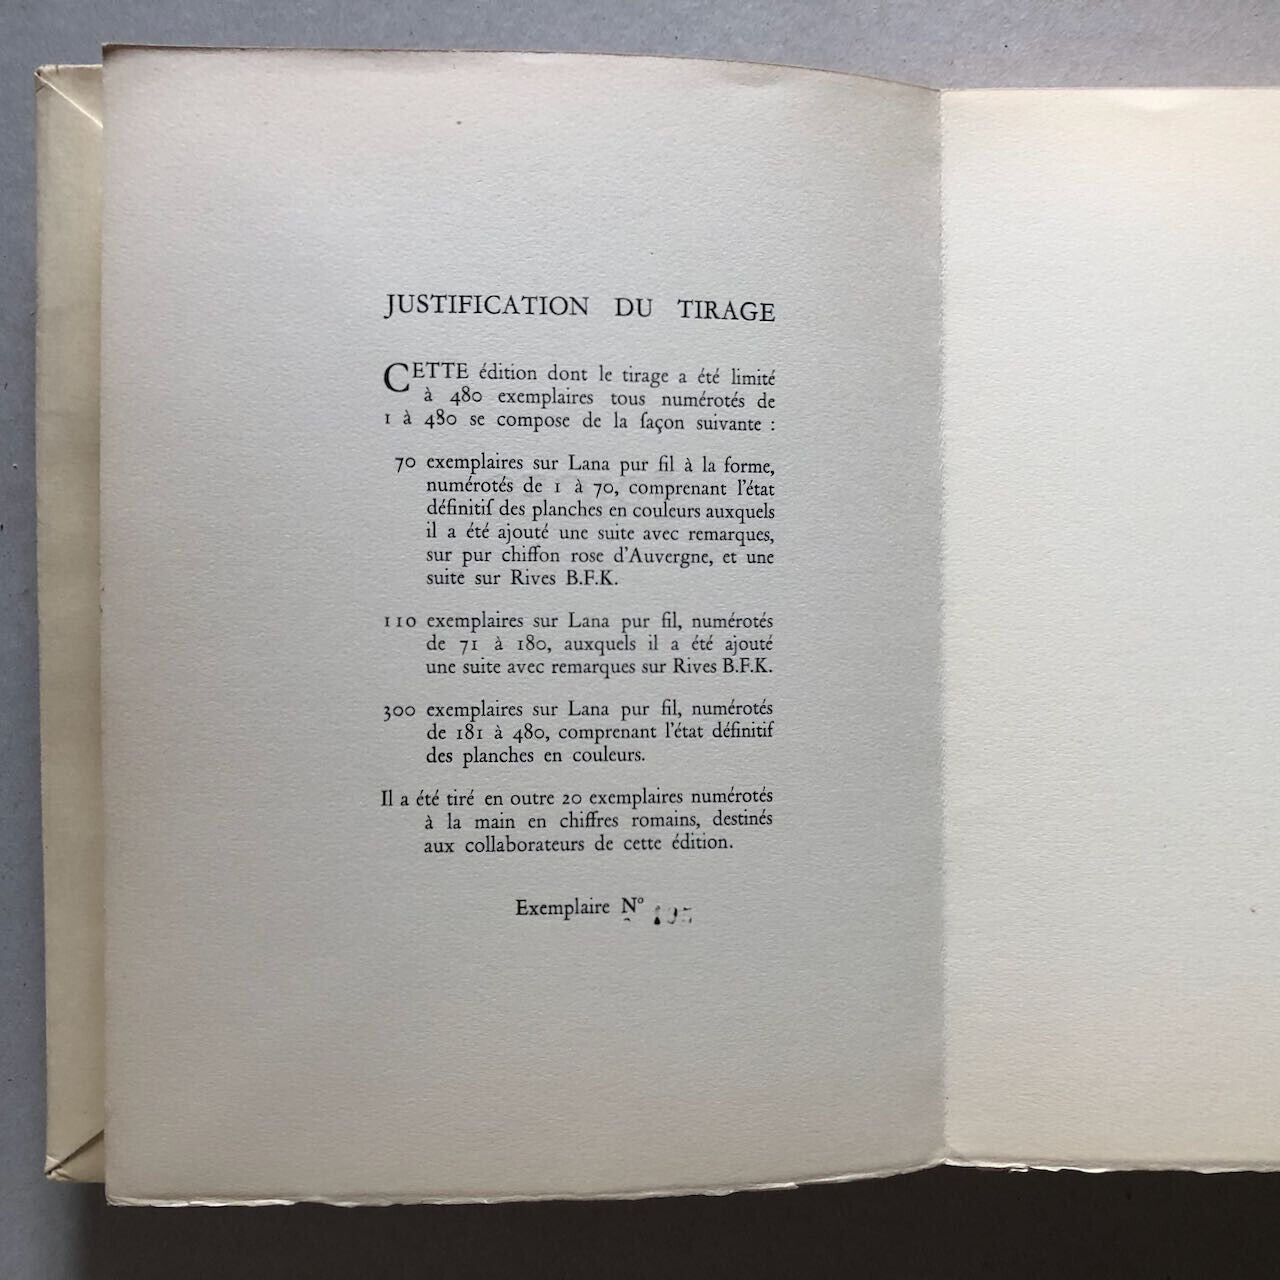 JUSTIFICATION DU TIRAGE
CETTE édition dont le tirage a été limité
à 480 exemplaires tous numérotés de
1 à 480 se compose de la façon suivante :
70 exemplaires sur Lana pur fil à la forme,
numérotés de 1 à 70, comprenant l'état
définitif des planches en couleurs auxquels
il a été ajouté une suite avec remarques,
sur pur chiffon rose d'Auvergne, et une
suite sur Rives B.F.K.
110 exemplaires sur Lana pur fil, numérotés
de 71 à 180, auxquels il a été ajouté
une suite avec remarques sur Rives B.F.K.
300 exemplaires sur Lana pur fil, numérotés
de 181 à 480, comprenant l'état définitif
des planches en couleurs.
Il a été tiré en outre 20 exemplaires numérotés
à la main en chiffres romains, destinés
aux collaborateurs de cette édition.
Exemplaire N°